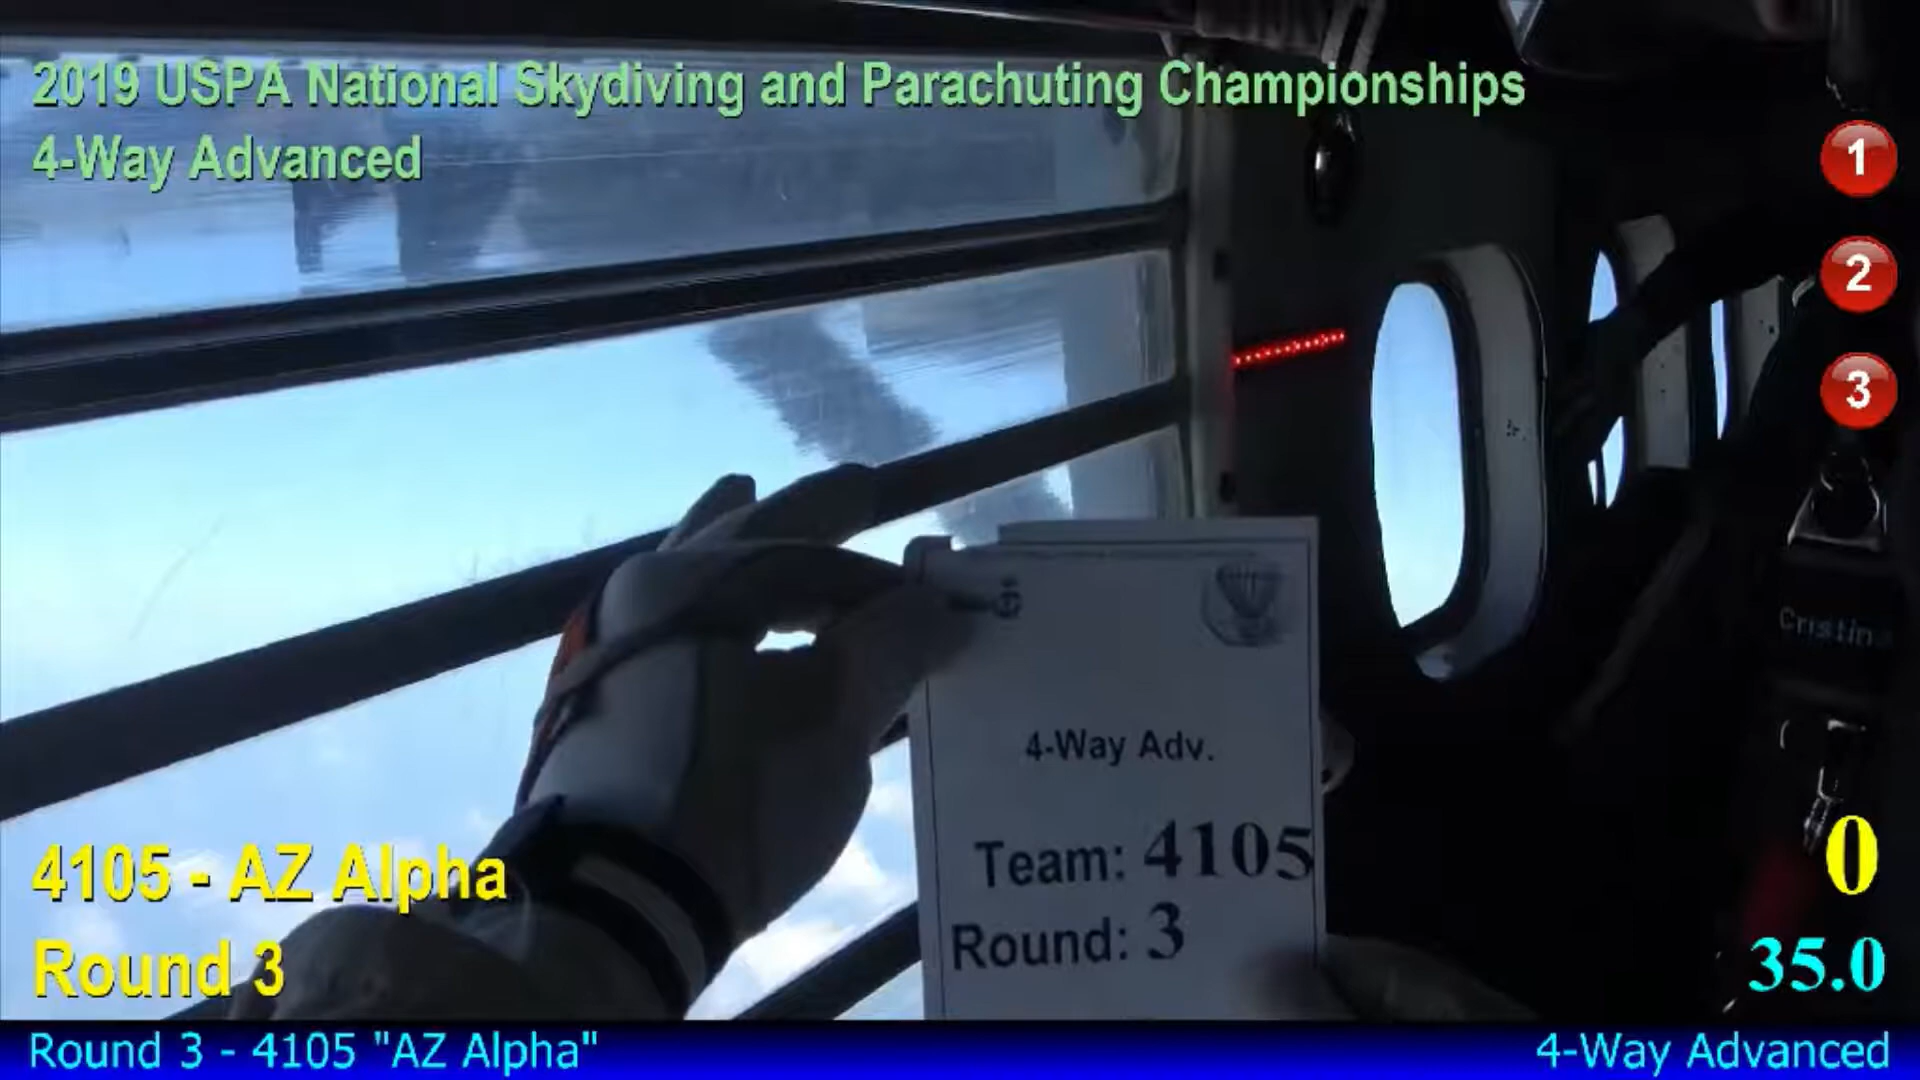 2019 USPA National Skydiving and Parachuting Championships
4-Way Advanced
1
2
3
4-Way Adv.
Team: 4105
Round: 3
4105 - AZ Alpha
Round 3
0
35.0
Round 3 - 4105 "AZ Alpha"
4-Way Advanced